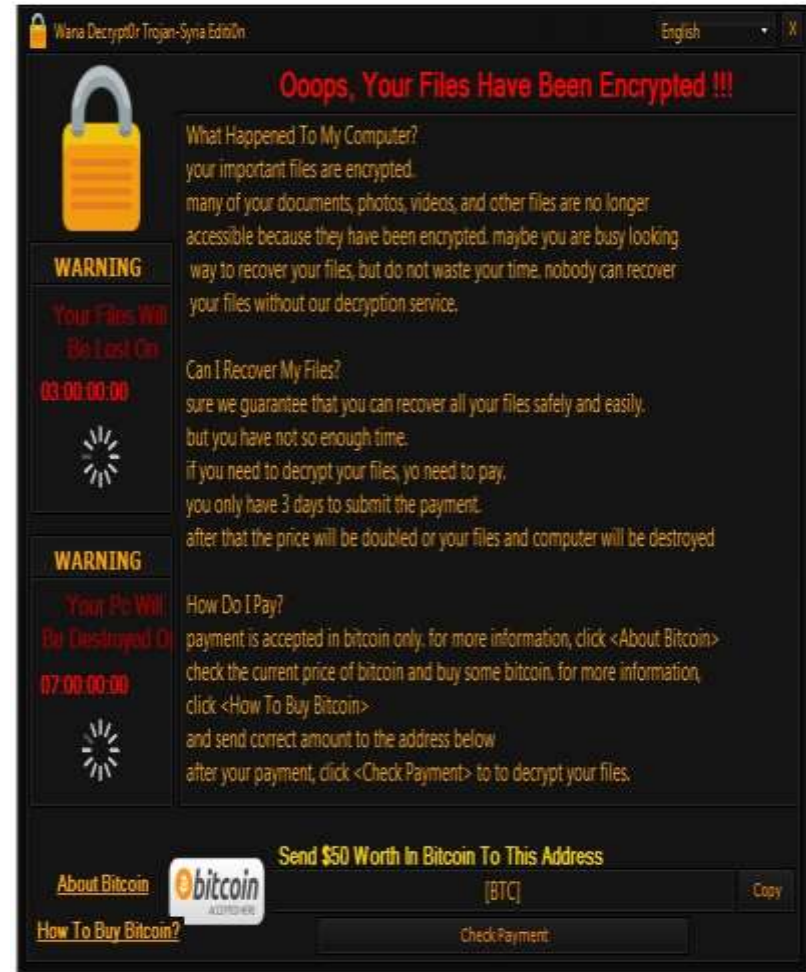 Wana Decrypt0r Trojan-Syria Editi0n
English
X
Ooops, Your Files Have Been Encrypted !!!
What Happened To My Computer?
your important files are encrypted.
many of your documents, photos, videos, and other files are no longer
accessible because they have been encrypted. maybe you are busy looking
way to recover your files, but do not waste your time. nobody can recover
your files without our decryption service.
Can I Recover My Files?
sure we guarantee that you can recover all your files safely and easily.
but you have not so enough time.
if you need to decrypt your files, yo need to pay.
you only have 3 days to submit the payment.
after that the price will be doubled or your files and computer will be destroyed
How Do I Pay?
payment is accepted in bitcoin only. for more information, click <About Bitcoin>
check the current price of bitcoin and buy some bitcoin. for more information,
click <How To Buy Bitcoin>
and send correct amount to the address below
after your payment, click <Check Payment> to to decrypt your files.
WARNING
Your Files Will
Be Lost On
03:00:00:00
WARNING
Your Pc Will
Be Destroyed O
07:00:00:00
Send $50 Worth In Bitcoin To This Address
About Bitcoin
bitcoin
ACCEPTED HERE
[BTC]
Copy
How To Buy Bitcoin?
Check Payment